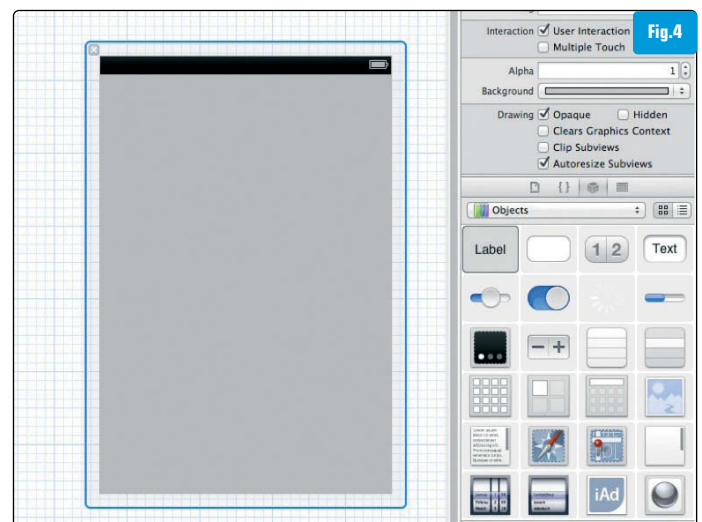 Fig.4
Interaction User Interaction
Multiple Touch
Alpha 1
Background
Drawing Opaque Hidden
Clears Graphics Context
Clip Subviews
Autoresize Subviews
{}
Objects
Label 1 2 Text
iAd